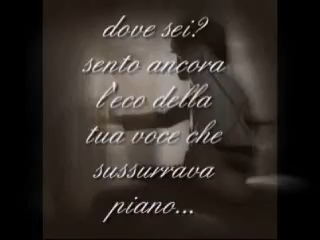 dove sei?
sento ancora
l'eco della
tua voce che
sussurrava
piano...